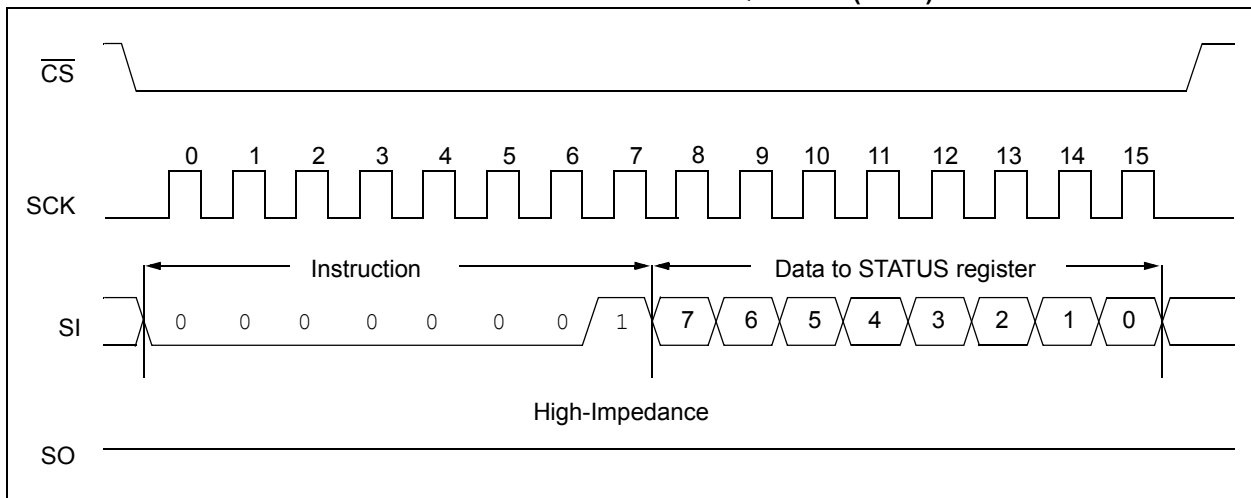 CS
0 1 2 3 4 5 6 7 8 9 10 11 12 13 14 15
SCK
Instruction Data to STATUS register
SI 0 0 0 0 0 0 0 1 7 6 5 4 3 2 1 0
High-Impedance
SO